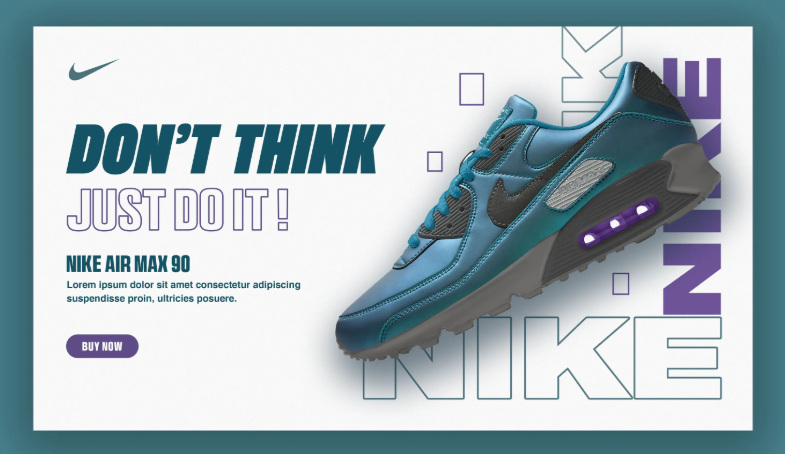 DON'T THINK
JUST DO IT !
NIKE AIR MAX 90
Lorem ipsum dolor sit amet consectetur adipiscing
suspendisse proin, ultricies posuere.
BUY NOW
NIKE
NIKE
NIKE